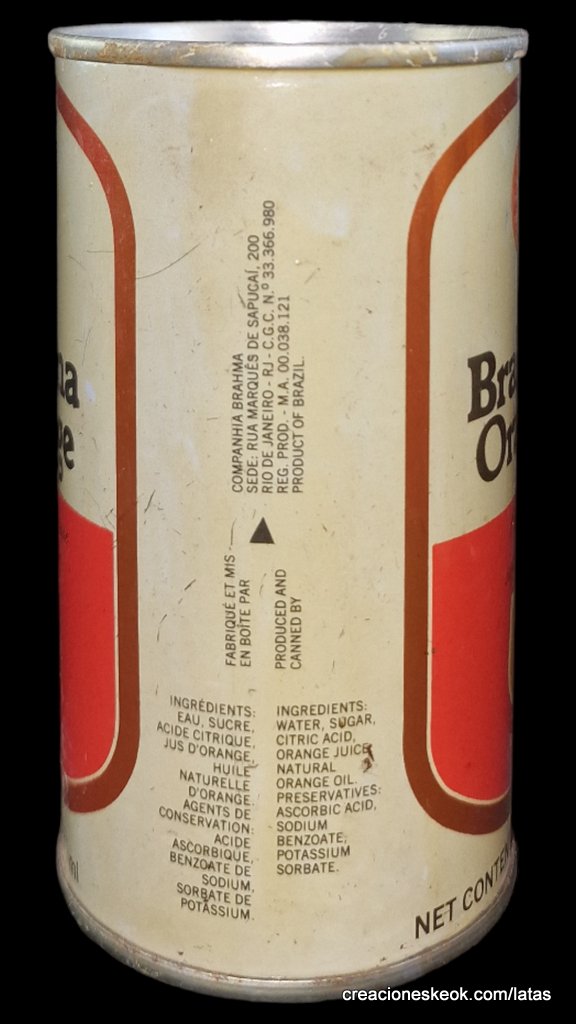 COMPANHIA BRAHMA
SEDE: RUA MARQUÊS DE SAPUCAÍ, 200
RIO DE JANEIRO - RJ - C.G.C. N.º 33.366.980
REG. PROD. - M.A. 00.038.121
PRODUCT OF BRAZIL
FABRIQUÉ ET MIS
EN BOÎTE PAR
PRODUCED AND
CANNED BY
INGRÉDIENTS:
EAU, SUCRE,
ACIDE CITRIQUE,
JUS D'ORANGE,
HUILE
NATURELLE
D'ORANGE.
AGENTS DE
CONSERVATION:
ACIDE
ASCORBIQUE,
BENZOATE DE
SODIUM,
SORBATE DE
POTASSIUM.
INGREDIENTS:
WATER, SUGAR,
CITRIC ACID,
ORANGE JUICE
NATURAL
ORANGE OIL.
PRESERVATIVES:
ASCORBIC ACID,
SODIUM
BENZOATE,
POTASSIUM
SORBATE.
na
ge
Bra
Or
ml
NET CONTEN
creacioneskeok.com/latas